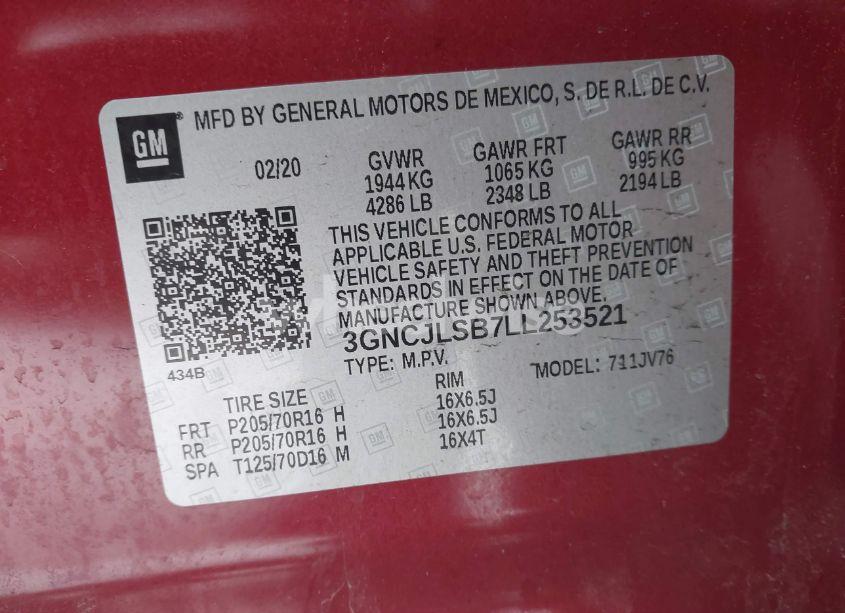 GM
MFD BY GENERAL MOTORS DE MEXICO, S. DE R.L. DE C.V.
02/20
GVWR GAWR FRT GAWR RR
1944 KG 1065 KG 995 KG
4286 LB 2348 LB 2194 LB
THIS VEHICLE CONFORMS TO ALL
APPLICABLE U.S. FEDERAL MOTOR
VEHICLE SAFETY AND THEFT PREVENTION
STANDARDS IN EFFECT ON THE DATE OF
MANUFACTURE SHOWN ABOVE.
3GNCJLSB7LL253521
TYPE: M.P.V. MODEL: 711JV76
434B
TIRE SIZE RIM
FRT P205/70R16 H 16X6.5J
RR P205/70R16 H 16X6.5J
SPA T125/70D16 M 16X4T